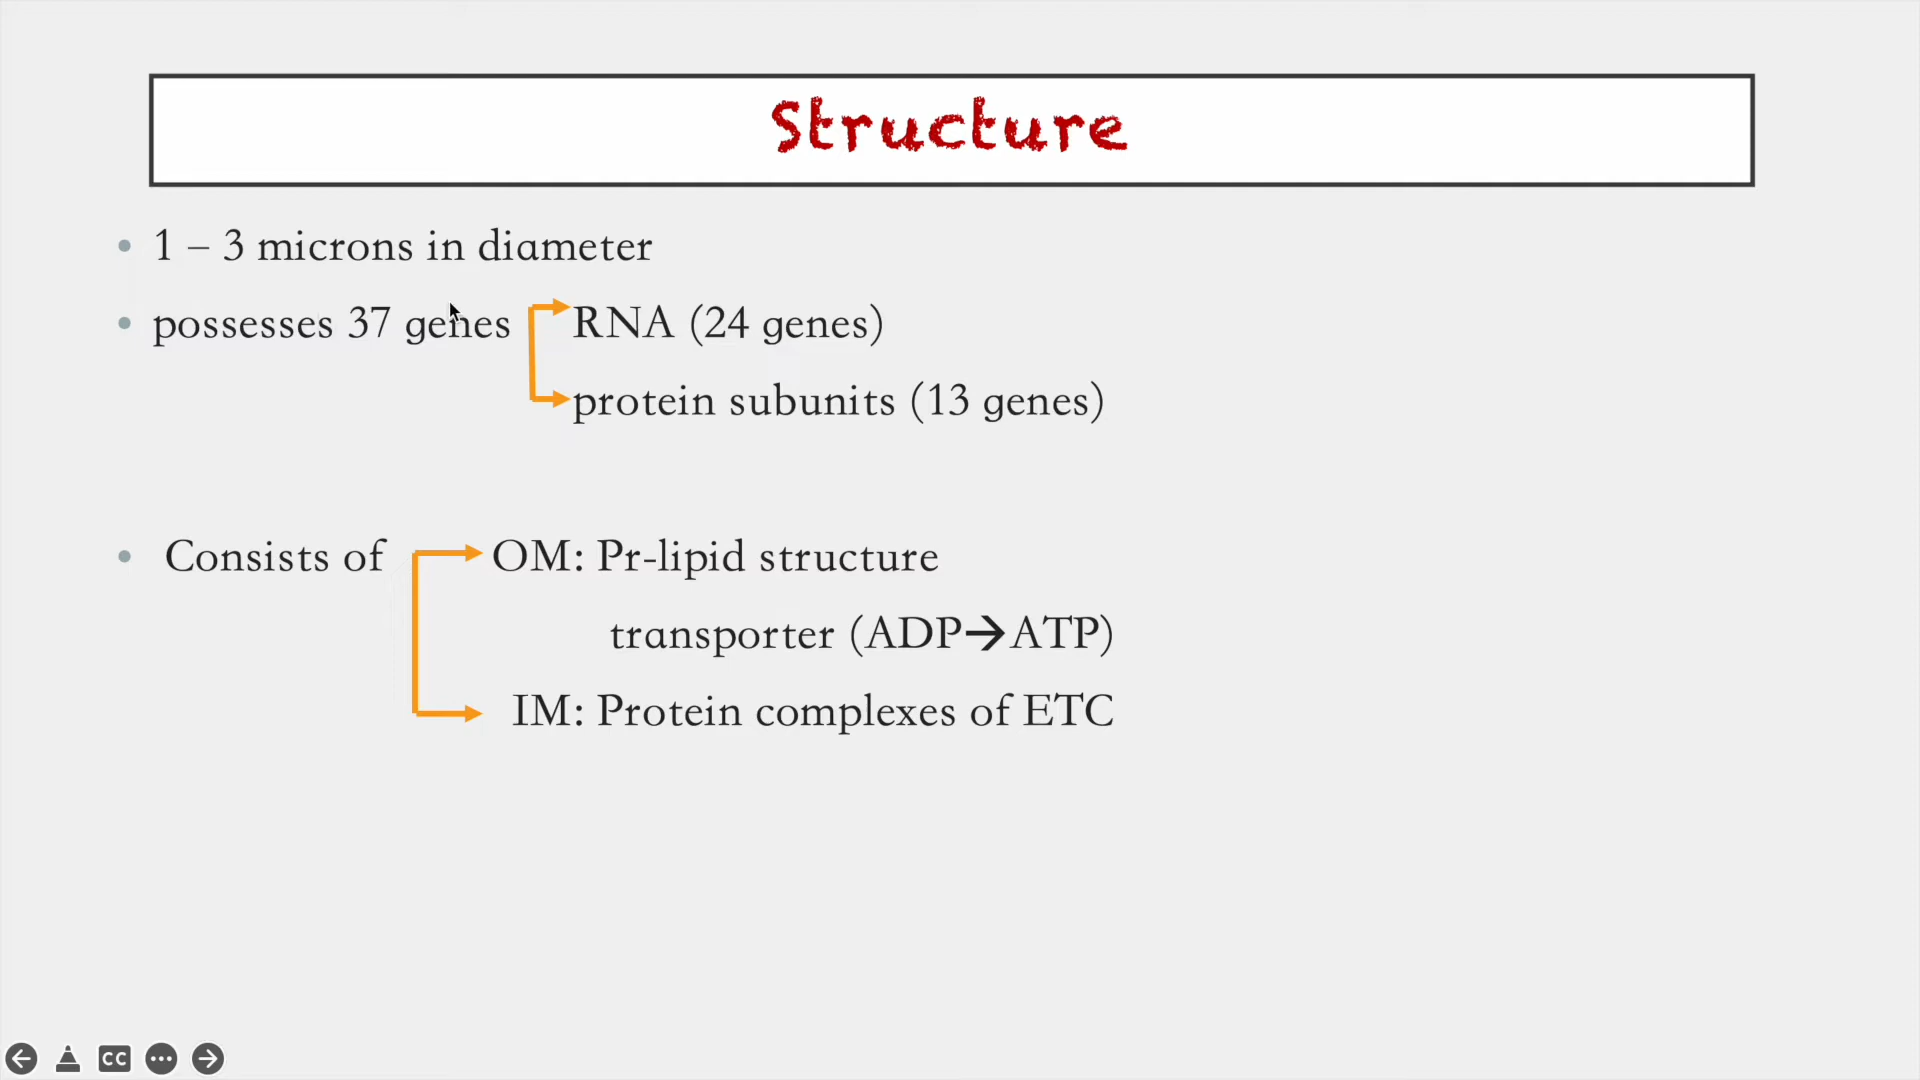 Structure
• 1 – 3 microns in diameter
• possesses 37 genes RNA (24 genes)
protein subunits (13 genes)
• Consists of OM: Pr-lipid structure
transporter (ADP→ATP)
IM: Protein complexes of ETC
CC